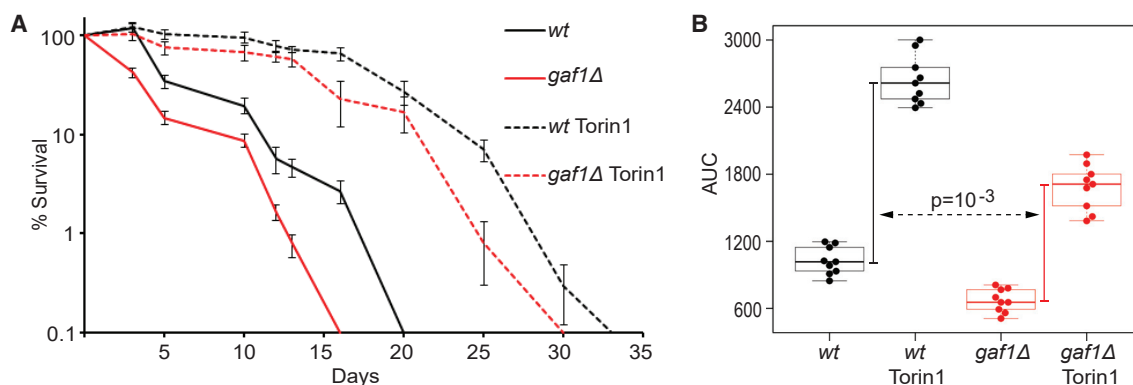 A
% Survival
100
10
1
0.1
5
10
15
20
25
30
35
Days
wt
gaf1Δ
wt Torin1
gaf1Δ Torin1
B
AUC
3000
2400
1800
1200
600
p=10⁻³
wt
wt
Torin1
gaf1Δ
gaf1Δ
Torin1